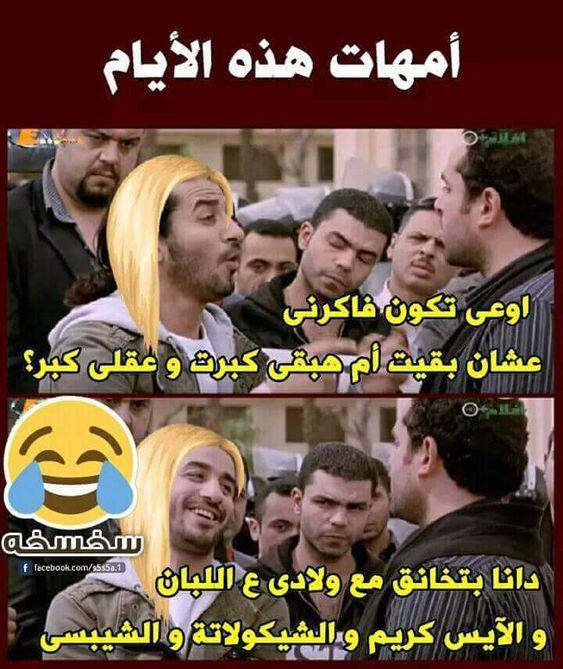 أمهات هذه الأيام
اوعى تكون فاكرنى
عشان بقيت أم هبقى كبرت و عقلى كبر؟
سخسخه
facebook.com/s5s5a.1
دانا بتخانق مع ولادى ع اللبان
و الآيس كريم و الشيكولاتة و الشيبسى